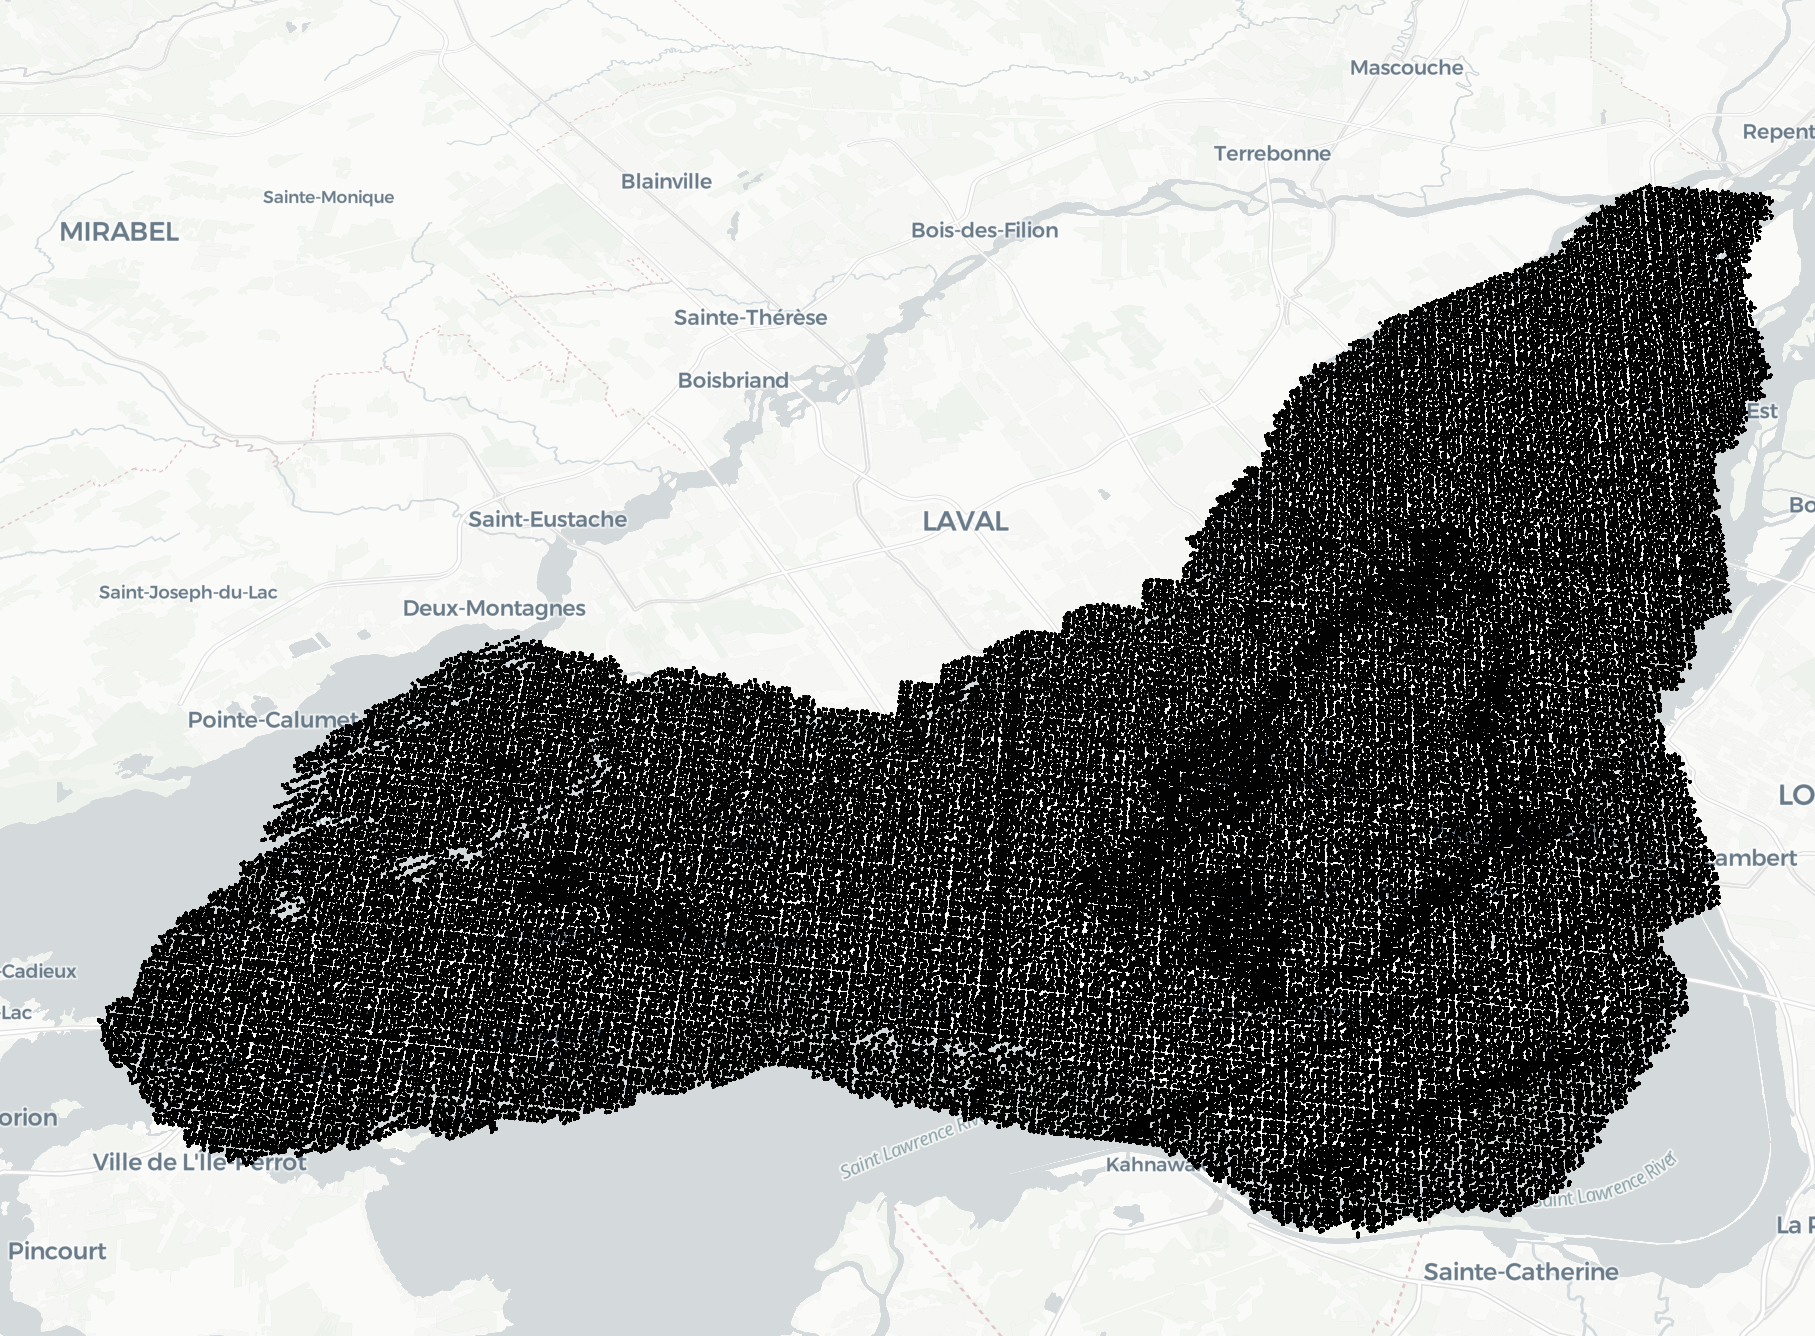 Mascouche
Repent
Terrebonne
Blainville
Sainte-Monique
MIRABEL
Bois-des-Filion
Sainte-Thérèse
Boisbriand
Est
Bo
LAVAL
Saint-Eustache
Saint-Joseph-du-Lac
Deux-Montagnes
Pointe-Calumet
LO
ambert
-Cadieux
-Lac
orion
Ville de L'Île-Perrot
Saint Lawrence Riv
Kahnawa
Saint Lawrence River
La P
Pincourt
Sainte-Catherine